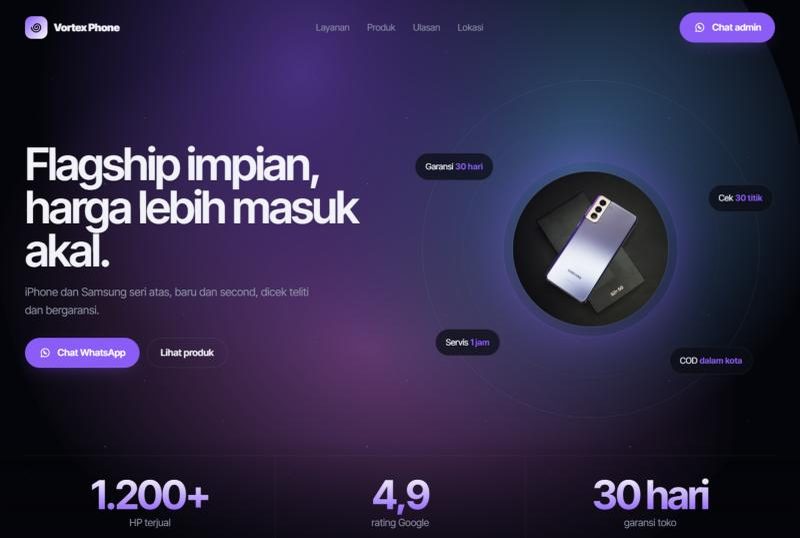 Vortex Phone
Layanan
Produk
Ulasan
Lokasi
Chat admin
Flagship impian,
harga lebih masuk
akal.
iPhone dan Samsung seri atas, baru dan second, dicek teliti
dan bergaransi.
Chat WhatsApp
Lihat produk
Garansi 30 hari
Cek 30 titik
SAMSUNG
Servis 1 jam
COD dalam kota
1.200+
HP terjual
4,9
rating Google
30 hari
garansi toko